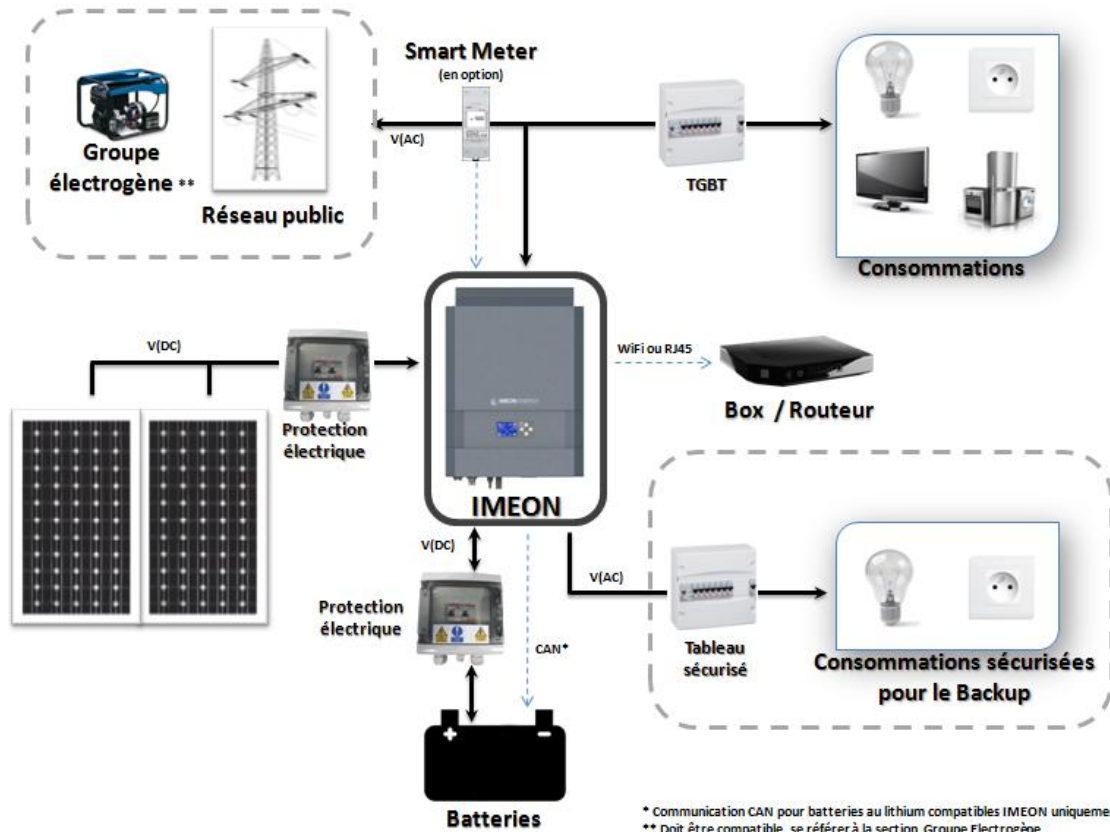 Smart Meter
(en option)
V(AC)
Groupe
électrogène **
Réseau public
TGBT
Consommations
V(DC)
Protection
électrique
IMEON
WiFi ou RJ45
Box / Routeur
V(DC)
Protection
électrique
CAN*
V(AC)
Tableau
sécurisé
Consommations sécurisées
pour le Backup
Batteries
* Communication CAN pour batteries au lithium compatibles IMEON uniqueme
** Doit être compatible, se référer à la section Groupe Electrogène